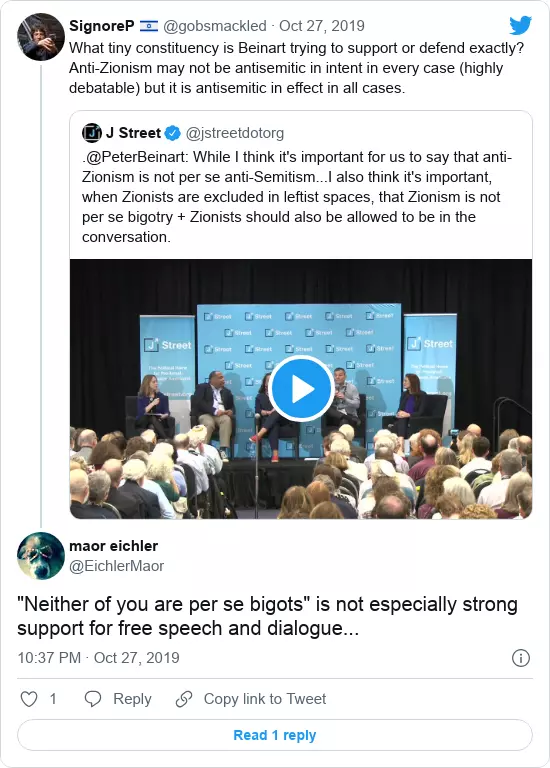 SignoreP 🇮🇱 @gobsmackled · Oct 27, 2019
What tiny constituency is Beinart trying to support or defend exactly?
Anti-Zionism may not be antisemitic in intent in every case (highly
debatable) but it is antisemitic in effect in all cases.
J Street @jstreetdotorg
.@PeterBeinart: While I think it's important for us to say that anti-
Zionism is not per se anti-Semitism...I also think it's important,
when Zionists are excluded in leftist spaces, that Zionism is not
per se bigotry + Zionists should also be allowed to be in the
conversation.
J Street
J Street
maor eichler
@EichlerMaor
"Neither of you are per se bigots" is not especially strong
support for free speech and dialogue...
10:37 PM · Oct 27, 2019
1 Reply Copy link to Tweet
Read 1 reply